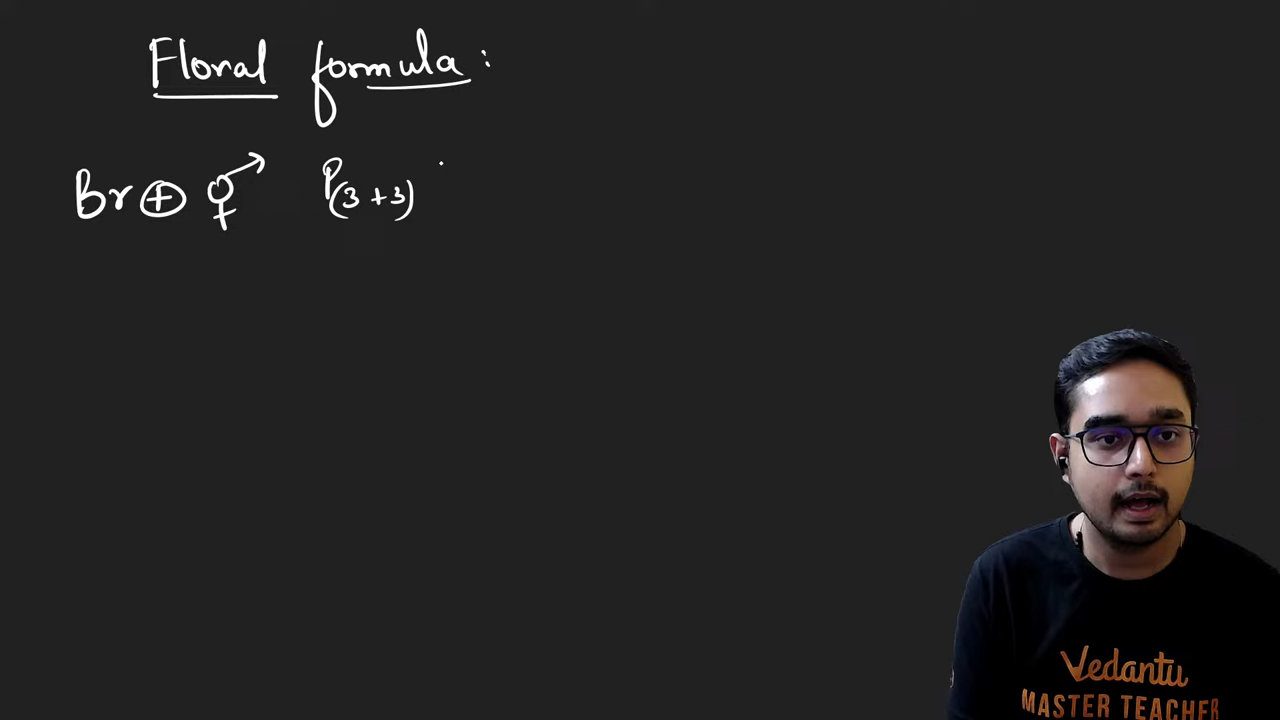 Floral formula :
Br ⊕ ⚥ P(3+3)
Vedantu
MASTER TEACHER